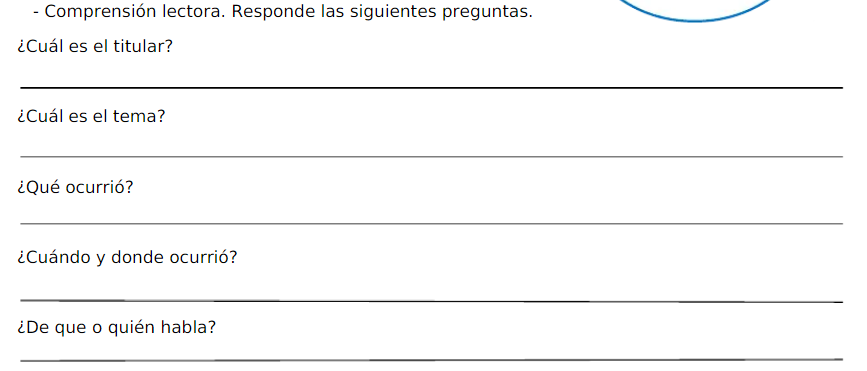 - Comprensión lectora. Responde las siguientes preguntas.
¿Cuál es el titular?
¿Cuál es el tema?
¿Qué ocurrió?
¿Cuándo y donde ocurrió?
¿De que o quién habla?